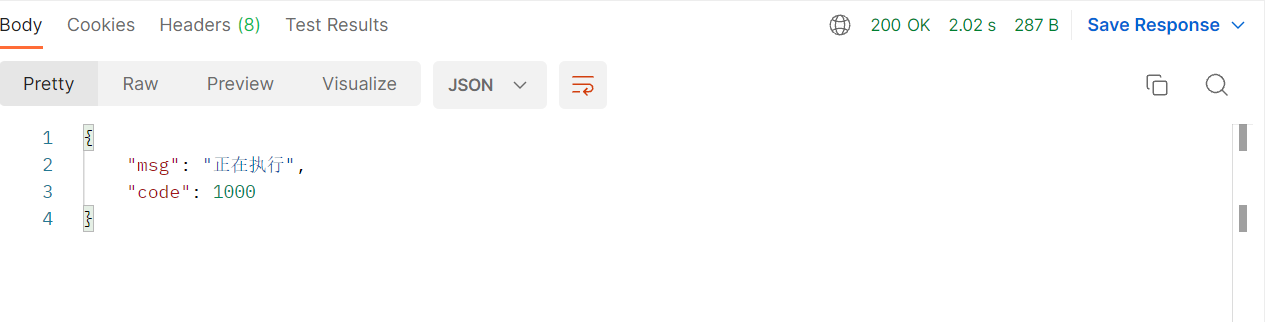 Body Cookies Headers (8) Test Results 200 OK 2.02 s 287 B Save Response
Pretty Raw Preview Visualize JSON
1 {
2 "msg": "正在执行",
3 "code": 1000
4 }